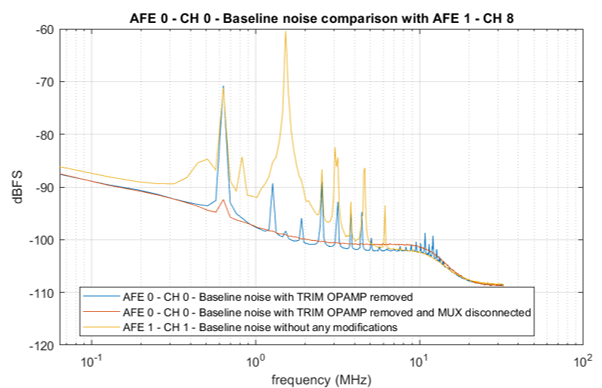 AFE 0 - CH 0 - Baseline noise comparison with AFE 1 - CH 8
-60
-70
-80
-90
-100
-110
-120
dBFS
AFE 0 - CH 0 - Baseline noise with TRIM OPAMP removed
AFE 0 - CH 0 - Baseline noise with TRIM OPAMP removed and MUX disconnected
AFE 1 - CH 1 - Baseline noise without any modifications
10-1
100
101
102
frequency (MHz)